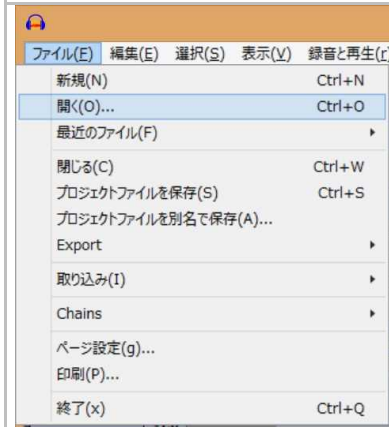 ファイル(F) 編集(E) 選択(S) 表示(V) 録音と再生(r
新規(N) Ctrl+N
開く(O)... Ctrl+O
最近のファイル(F)
閉じる(C) Ctrl+W
プロジェクトファイルを保存(S) Ctrl+S
プロジェクトファイルを別名で保存(A)...
Export
取り込み(I)
Chains
ページ設定(g)...
印刷(P)...
終了(x) Ctrl+Q